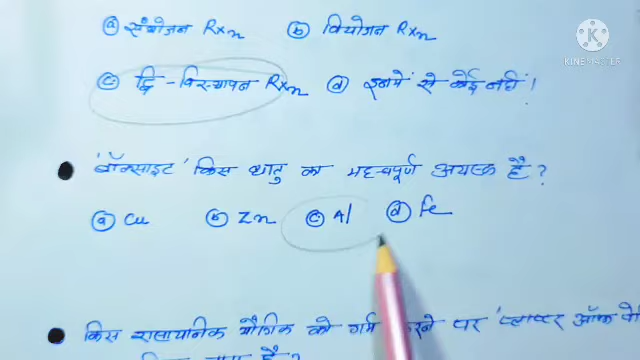 ⓐ संयोजन Rxn ⓑ वियोजन Rxn
ⓒ द्वि-विस्थापन Rxn ⓓ इनमें से कोई नहीं।
KINEMASTER
• 'बॉक्साइट' किस धातु का महत्वपूर्ण अयस्क है?
ⓐ Cu ⓑ Zn ⓒ Al ⓓ Fe
• किस रासायनिक यौगिक को गर्म करने पर 'प्लास्टर ऑफ
है?